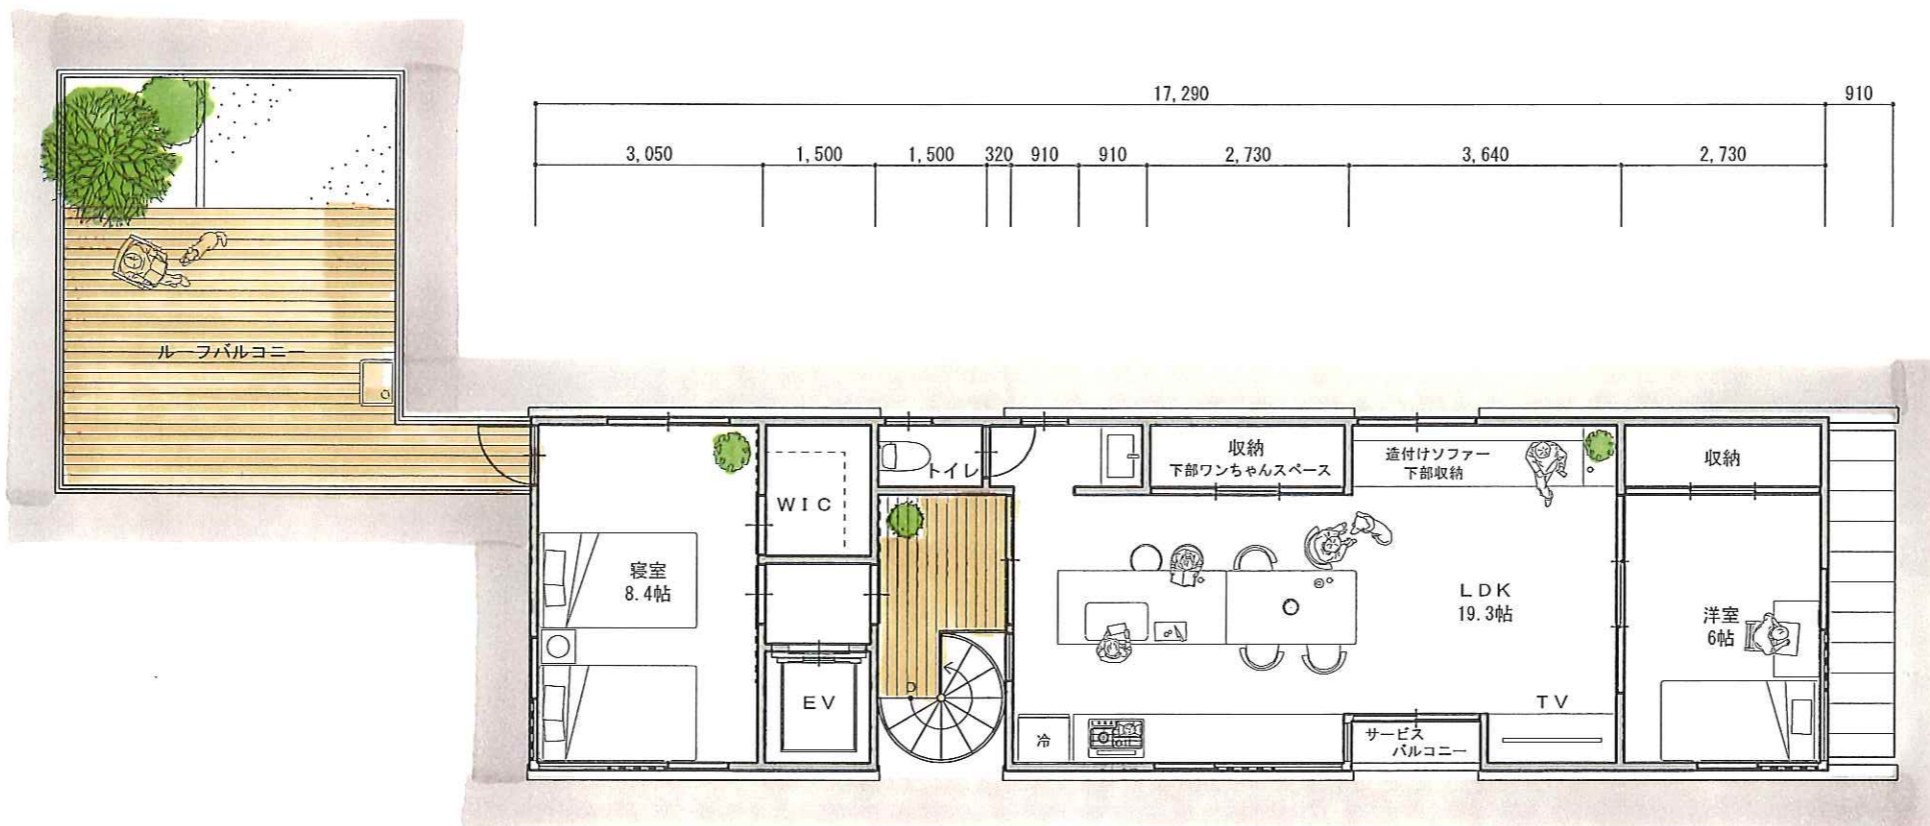 17,290
910
3,050
1,500
1,500
320
910
910
2,730
3,640
2,730
ルーフバルコニー
トイレ
収納
下部ワンちゃんスペース
造付けソファー
下部収納
収納
WIC
寝室
8.4帖
LDK
19.3帖
洋室
6帖
EV
D
冷
サービス
バルコニー
TV